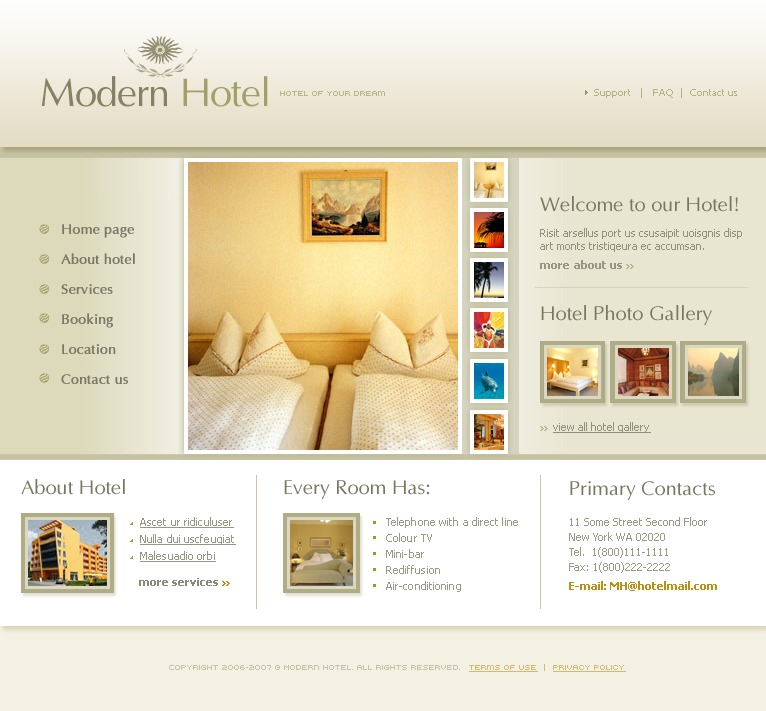 Modern Hotel
HOTEL OF YOUR DREAM
Support | FAQ | Contact us
Home page
About hotel
Services
Booking
Location
Contact us
Welcome to our Hotel!
Risit arsellus port us csusaipit uoisgnis disp
art monts tristiqeura ec accumsan.
more about us »
Hotel Photo Gallery
» view all hotel gallery
About Hotel
Ascet ur ridiculuser
Nulla dui uscfeugiat
Malesuadio orbi
more services »
Every Room Has:
Telephone with a direct line
Colour TV
Mini-bar
Rediffusion
Air-conditioning
Primary Contacts
11 Some Street Second Floor
New York WA 02020
Tel. 1(800)111-1111
Fax: 1(800)222-2222
E-mail: MH@hotelmail.com
COPYRIGHT 2006-2007 @ MODERN HOTEL. ALL RIGHTS RESERVED. TERMS OF USE | PRIVACY POLICY